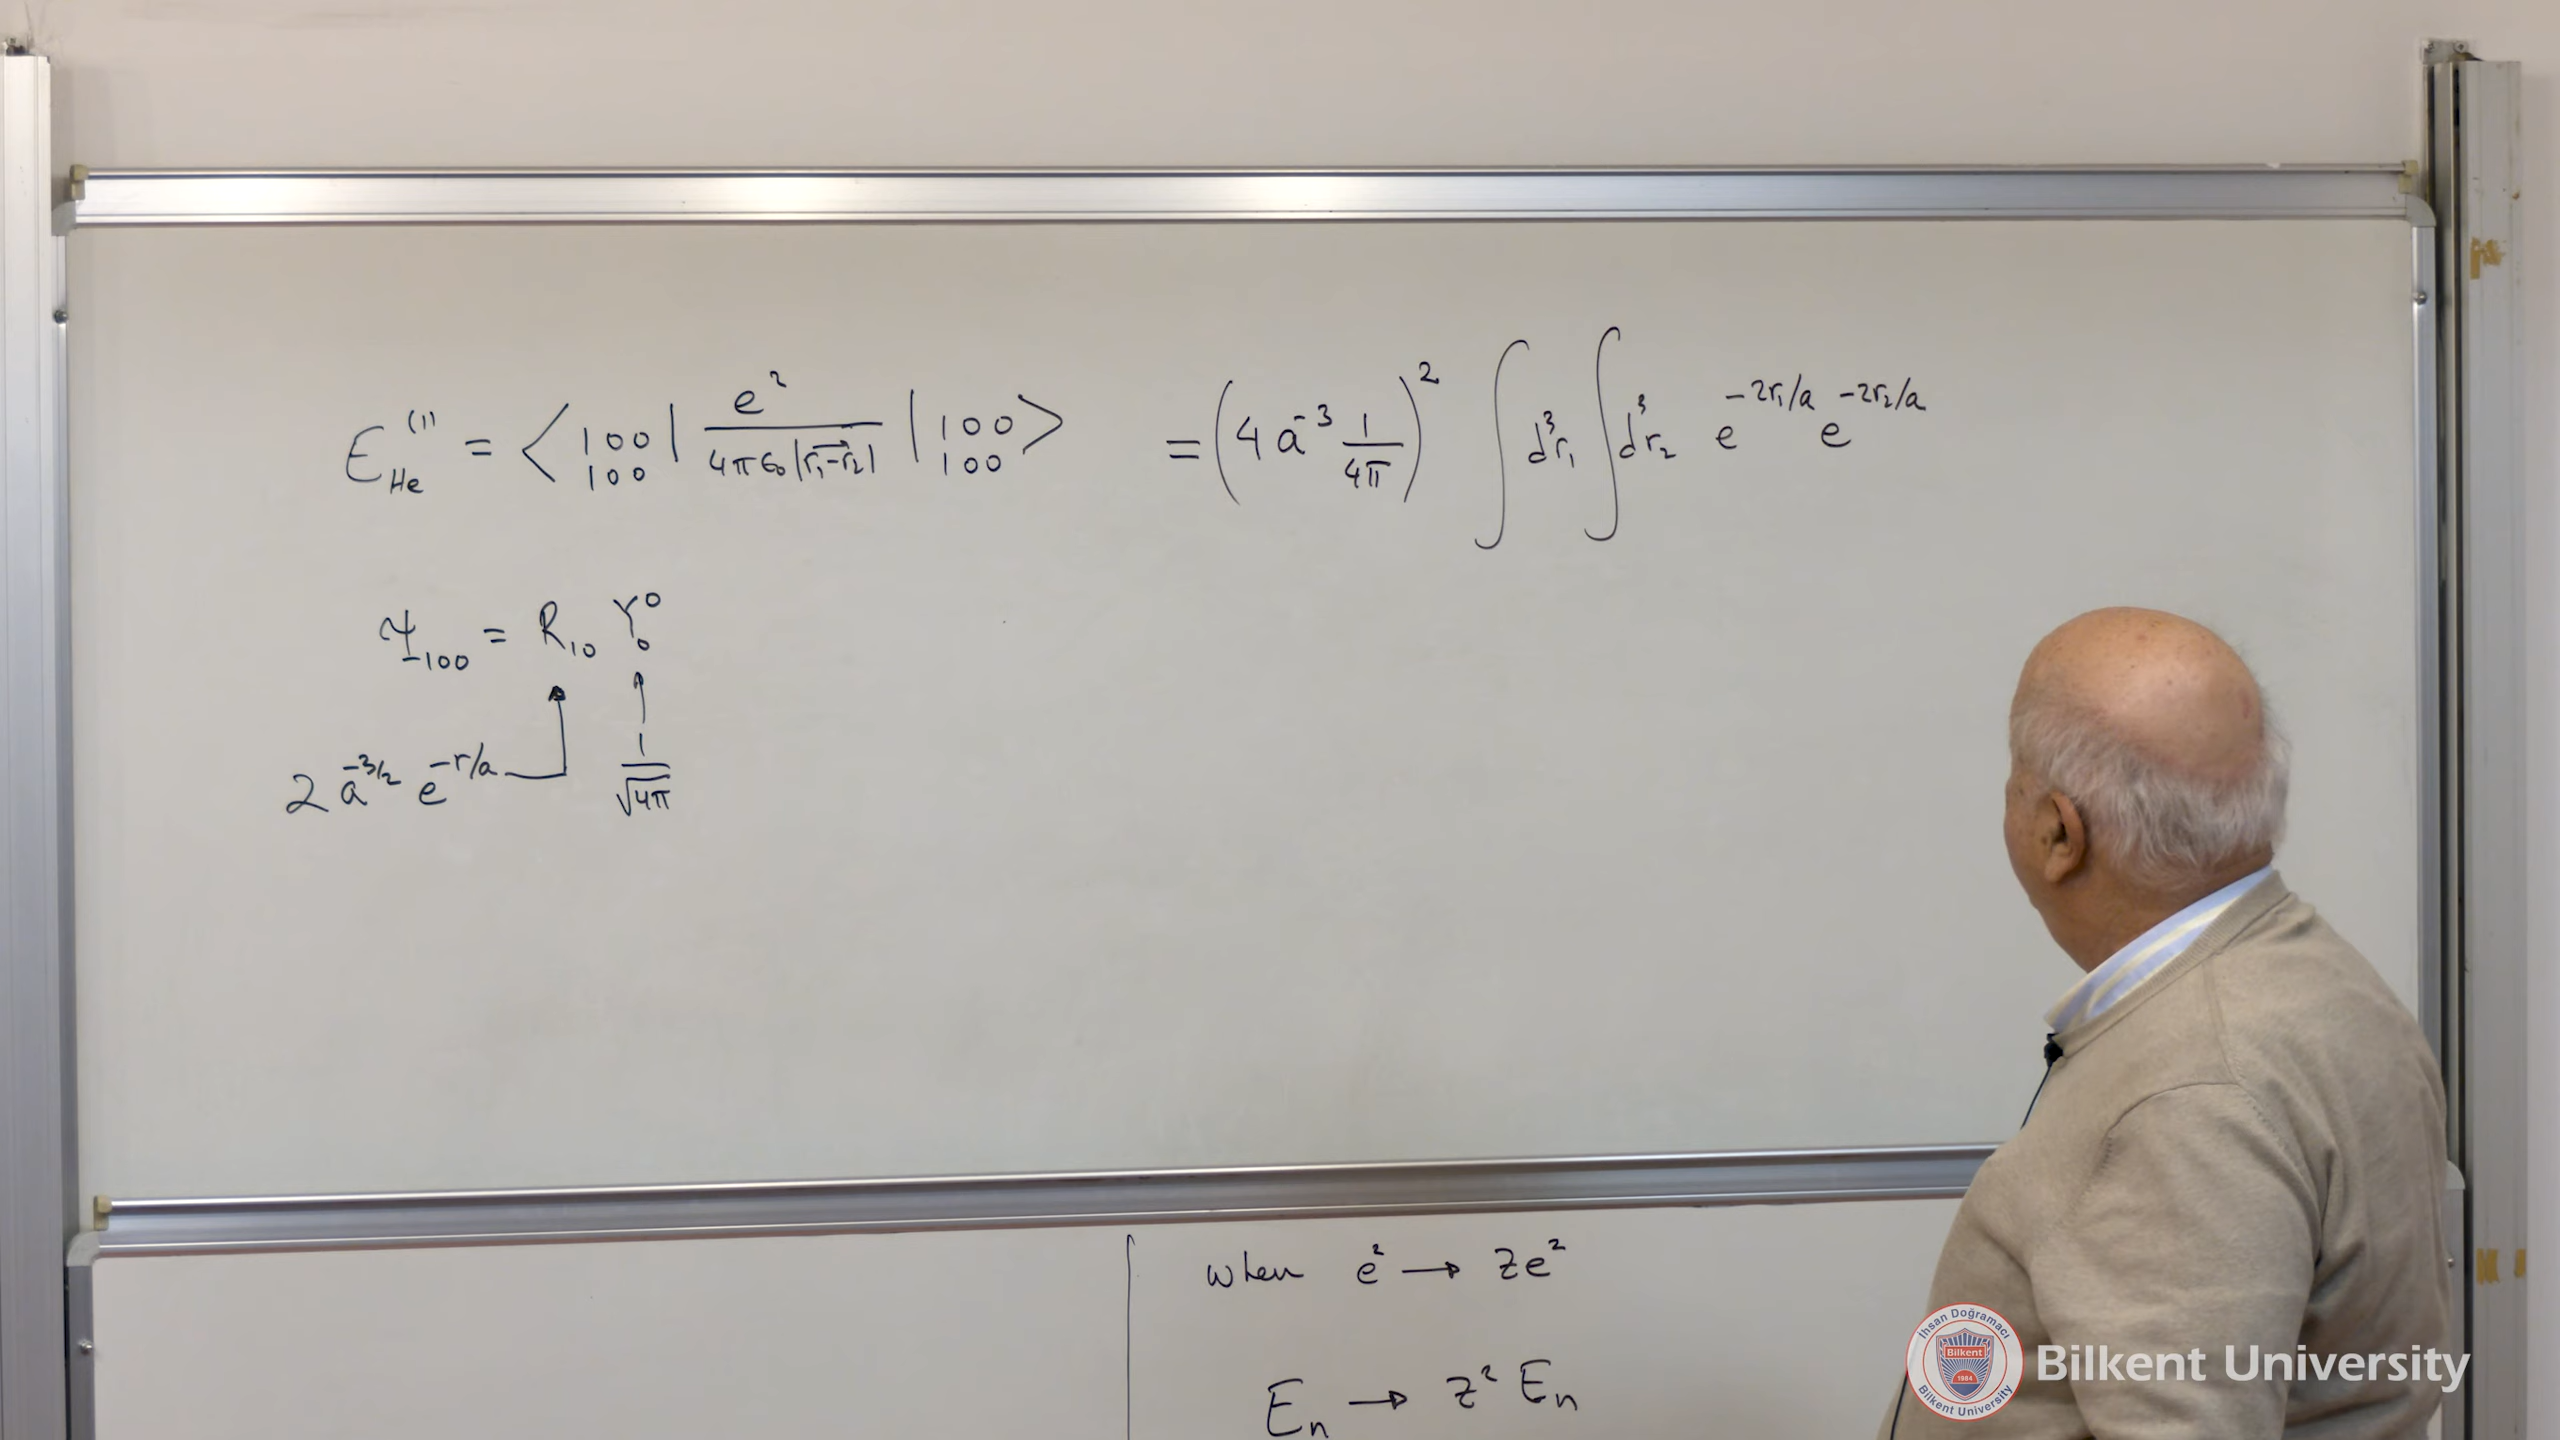 E_He^(1) = ⟨ 100 100 | e² / 4πε₀|r₁-r₂| | 100 100 ⟩ = (4 a⁻³ 1/4π)² ∫ d³r₁ ∫ d³r₂ e^(-2r₁/a) e^(-2r₂/a)
Ψ₁₀₀ = R₁₀ Y₀⁰
2 a^(-3/2) e^(-r/a) 1/√4π
when e² → Ze²
Eₙ → Z² Eₙ
İhsan Doğramacı
Bilkent
1984
Bilkent University
Bilkent University